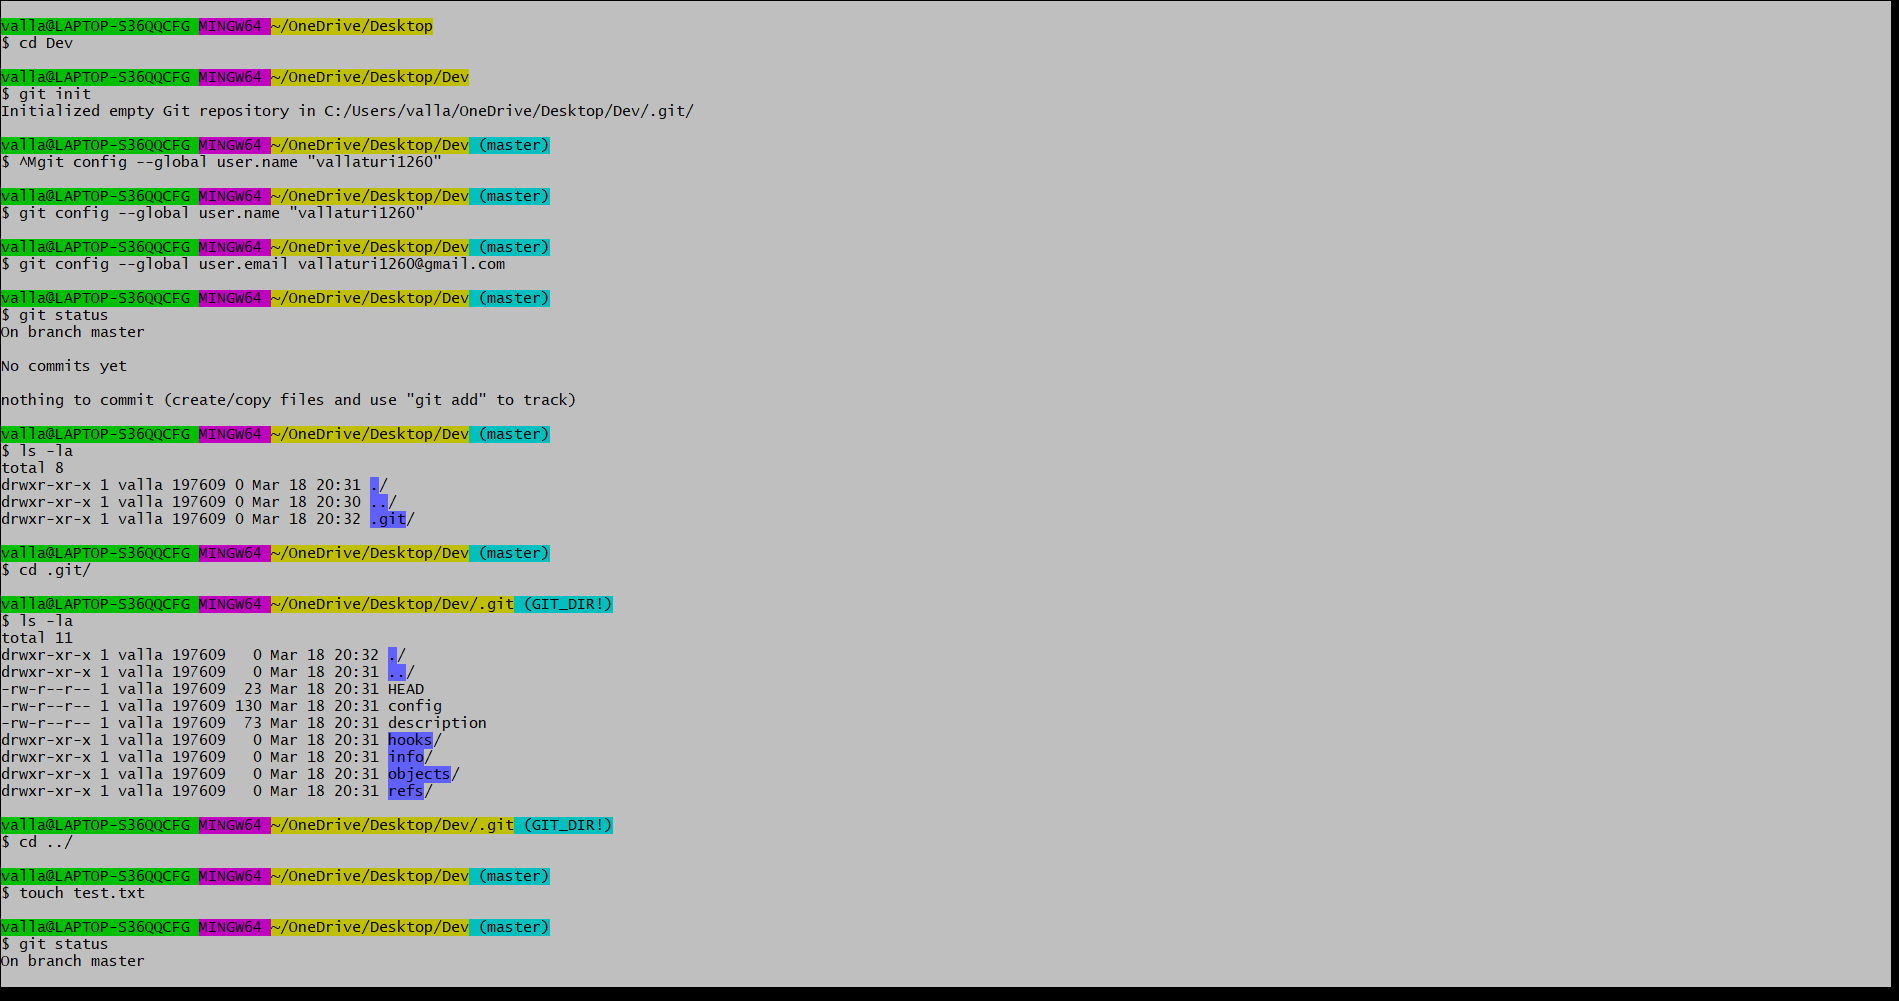 valla@LAPTOP-S36QQCFG MINGW64 ~/OneDrive/Desktop
$ cd Dev
valla@LAPTOP-S36QQCFG MINGW64 ~/OneDrive/Desktop/Dev
$ git init
Initialized empty Git repository in C:/Users/valla/OneDrive/Desktop/Dev/.git/
valla@LAPTOP-S36QQCFG MINGW64 ~/OneDrive/Desktop/Dev (master)
$ ^Mgit config --global user.name "vallaturi1260"
valla@LAPTOP-S36QQCFG MINGW64 ~/OneDrive/Desktop/Dev (master)
$ git config --global user.name "vallaturi1260"
valla@LAPTOP-S36QQCFG MINGW64 ~/OneDrive/Desktop/Dev (master)
$ git config --global user.email vallaturi1260@gmail.com
valla@LAPTOP-S36QQCFG MINGW64 ~/OneDrive/Desktop/Dev (master)
$ git status
On branch master
No commits yet
nothing to commit (create/copy files and use "git add" to track)
valla@LAPTOP-S36QQCFG MINGW64 ~/OneDrive/Desktop/Dev (master)
$ ls -la
total 8
drwxr-xr-x 1 valla 197609 0 Mar 18 20:31 ./
drwxr-xr-x 1 valla 197609 0 Mar 18 20:30 ../
drwxr-xr-x 1 valla 197609 0 Mar 18 20:32 .git/
valla@LAPTOP-S36QQCFG MINGW64 ~/OneDrive/Desktop/Dev (master)
$ cd .git/
valla@LAPTOP-S36QQCFG MINGW64 ~/OneDrive/Desktop/Dev/.git (GIT_DIR!)
$ ls -la
total 11
drwxr-xr-x 1 valla 197609   0 Mar 18 20:32 ./
drwxr-xr-x 1 valla 197609   0 Mar 18 20:31 ../
-rw-r--r-- 1 valla 197609  23 Mar 18 20:31 HEAD
-rw-r--r-- 1 valla 197609 130 Mar 18 20:31 config
-rw-r--r-- 1 valla 197609  73 Mar 18 20:31 description
drwxr-xr-x 1 valla 197609   0 Mar 18 20:31 hooks/
drwxr-xr-x 1 valla 197609   0 Mar 18 20:31 info/
drwxr-xr-x 1 valla 197609   0 Mar 18 20:31 objects/
drwxr-xr-x 1 valla 197609   0 Mar 18 20:31 refs/
valla@LAPTOP-S36QQCFG MINGW64 ~/OneDrive/Desktop/Dev/.git (GIT_DIR!)
$ cd ../
valla@LAPTOP-S36QQCFG MINGW64 ~/OneDrive/Desktop/Dev (master)
$ touch test.txt
valla@LAPTOP-S36QQCFG MINGW64 ~/OneDrive/Desktop/Dev (master)
$ git status
On branch master